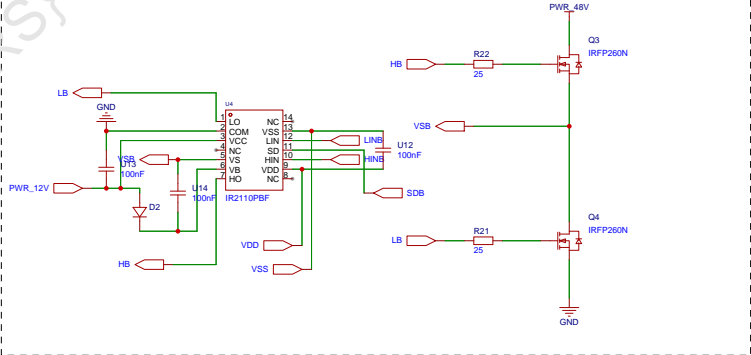 PWR_48V
Q3
IRFP260N
HB
R22
25
LB
GND
U4
1 LO
2 COM
3 VCC
4 NC
5 VS
6 VB
7 HO
NC 14
VSS 13
LIN 12
SD 11
HIN 10
VDD 9
NC 8
IR2110PBF
LINB
HINB
U12
100nF
VSB
VSB
U13
100nF
PWR_12V
U14
100nF
SDB
D2
VDD
VSS
HB
LB
R21
25
Q4
IRFP260N
GND